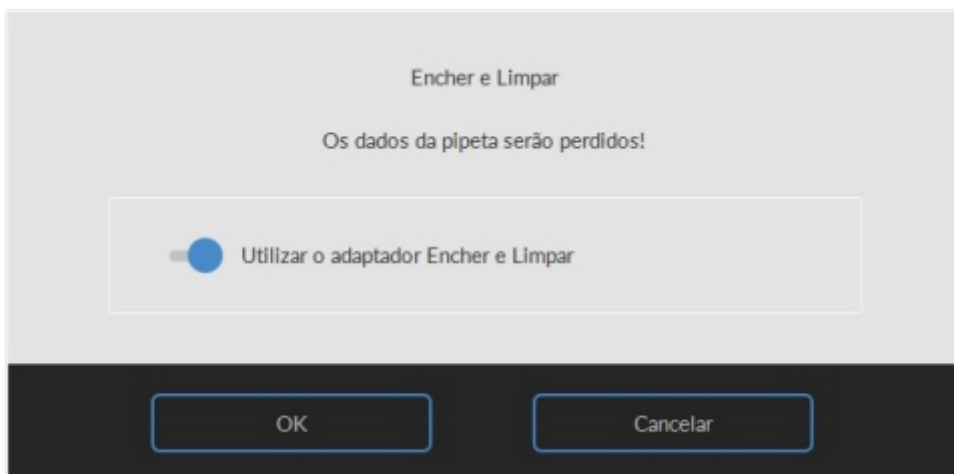 Encher e Limpar
Os dados da pipeta serão perdidos!
Utilizar o adaptador Encher e Limpar
OK
Cancelar